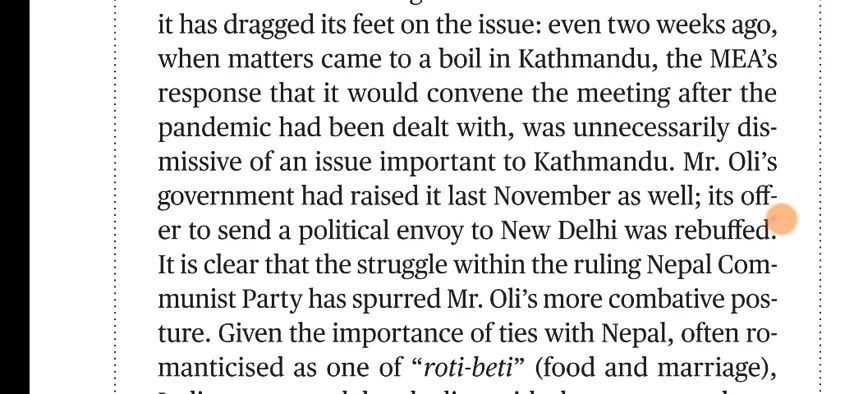 it has dragged its feet on the issue: even two weeks ago,
when matters came to a boil in Kathmandu, the MEA's
response that it would convene the meeting after the
pandemic had been dealt with, was unnecessarily dis-
missive of an issue important to Kathmandu. Mr. Oli's
government had raised it last November as well; its off-
er to send a political envoy to New Delhi was rebuffed.
It is clear that the struggle within the ruling Nepal Com-
munist Party has spurred Mr. Oli's more combative pos-
ture. Given the importance of ties with Nepal, often ro-
manticised as one of “roti-beti” (food and marriage),